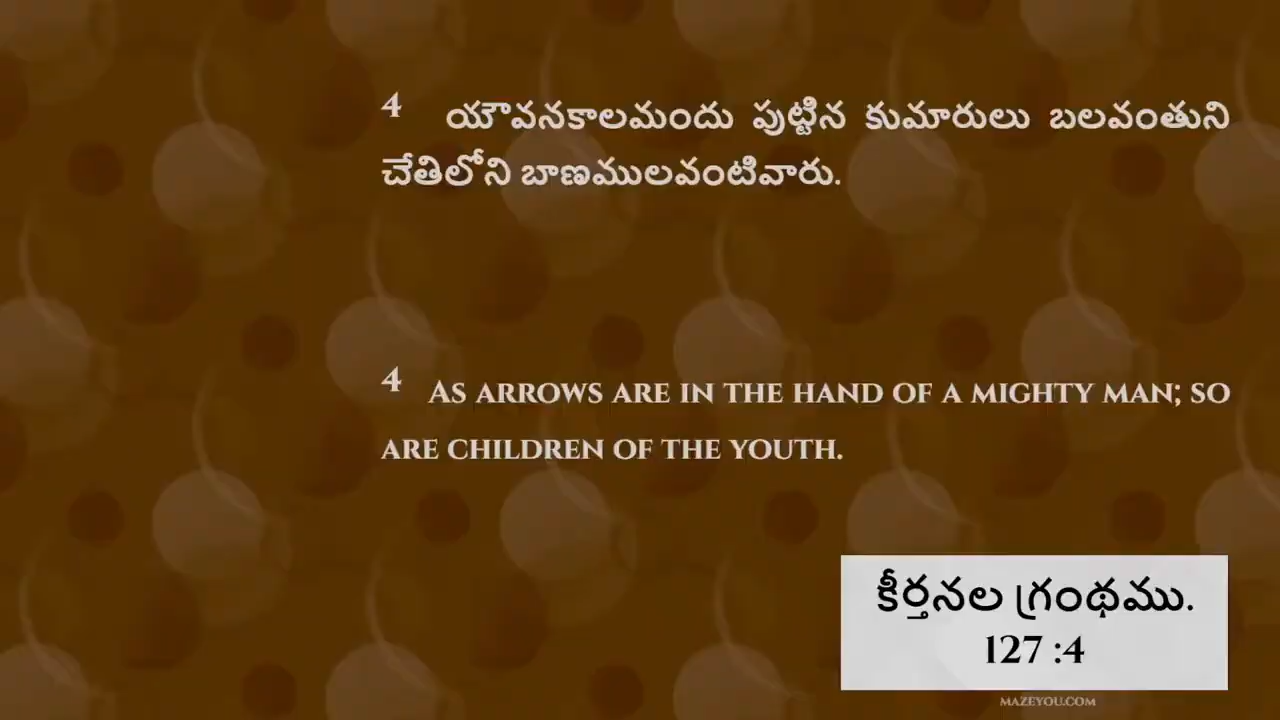 4 యౌవనకాలమందు పుట్టిన కుమారులు బలవంతుని
చేతిలోని బాణములవంటివారు.
4 As arrows are in the hand of a mighty man; so
are children of the youth.
కీర్తనల గ్రంథము.
127 :4
mazeyou.com